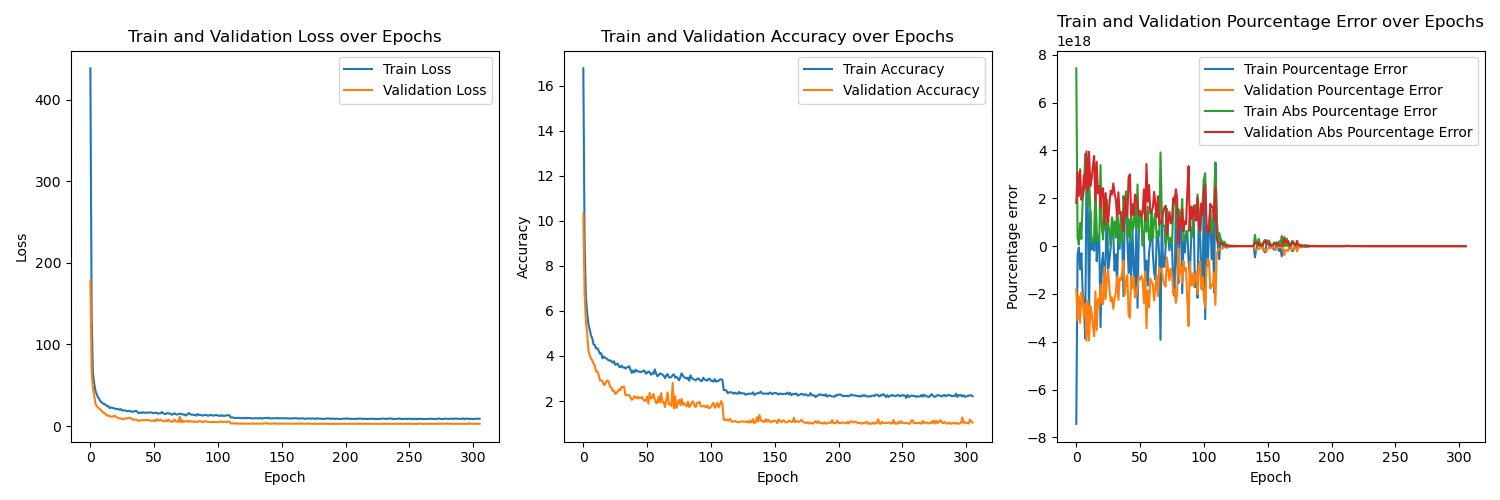 Train and Validation Loss over Epochs
Train Loss
Validation Loss
400
300
200
100
0
Loss
0 50 100 150 200 250 300
Epoch
Train and Validation Accuracy over Epochs
Train Accuracy
Validation Accuracy
16
14
12
10
8
6
4
2
Accuracy
0 50 100 150 200 250 300
Epoch
Train and Validation Pourcentage Error over Epochs
1e18
Train Pourcentage Error
Validation Pourcentage Error
Train Abs Pourcentage Error
Validation Abs Pourcentage Error
8
6
4
2
0
−2
−4
−6
−8
Pourcentage error
0 50 100 150 200 250 300
Epoch